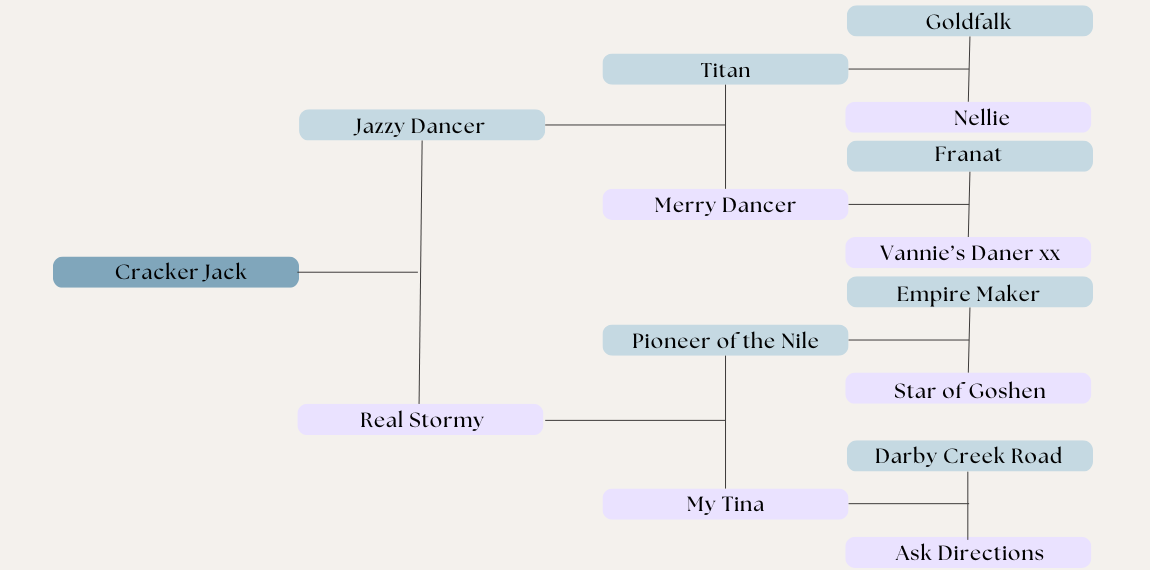 Goldfalk
Titan
Nellie
Jazzy Dancer
Franat
Merry Dancer
Vannie's Daner xx
Cracker Jack
Empire Maker
Pioneer of the Nile
Star of Goshen
Real Stormy
Darby Creek Road
My Tina
Ask Directions